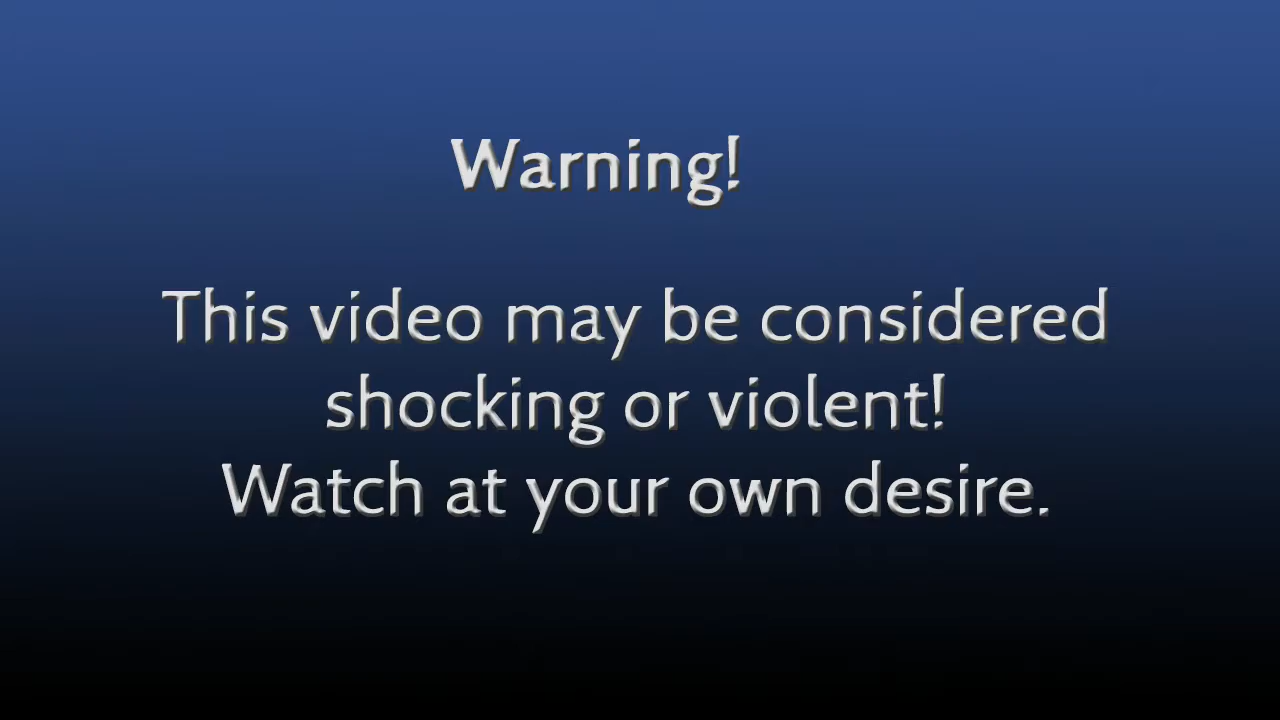 Warning!
This video may be considered
shocking or violent!
Watch at your own desire.